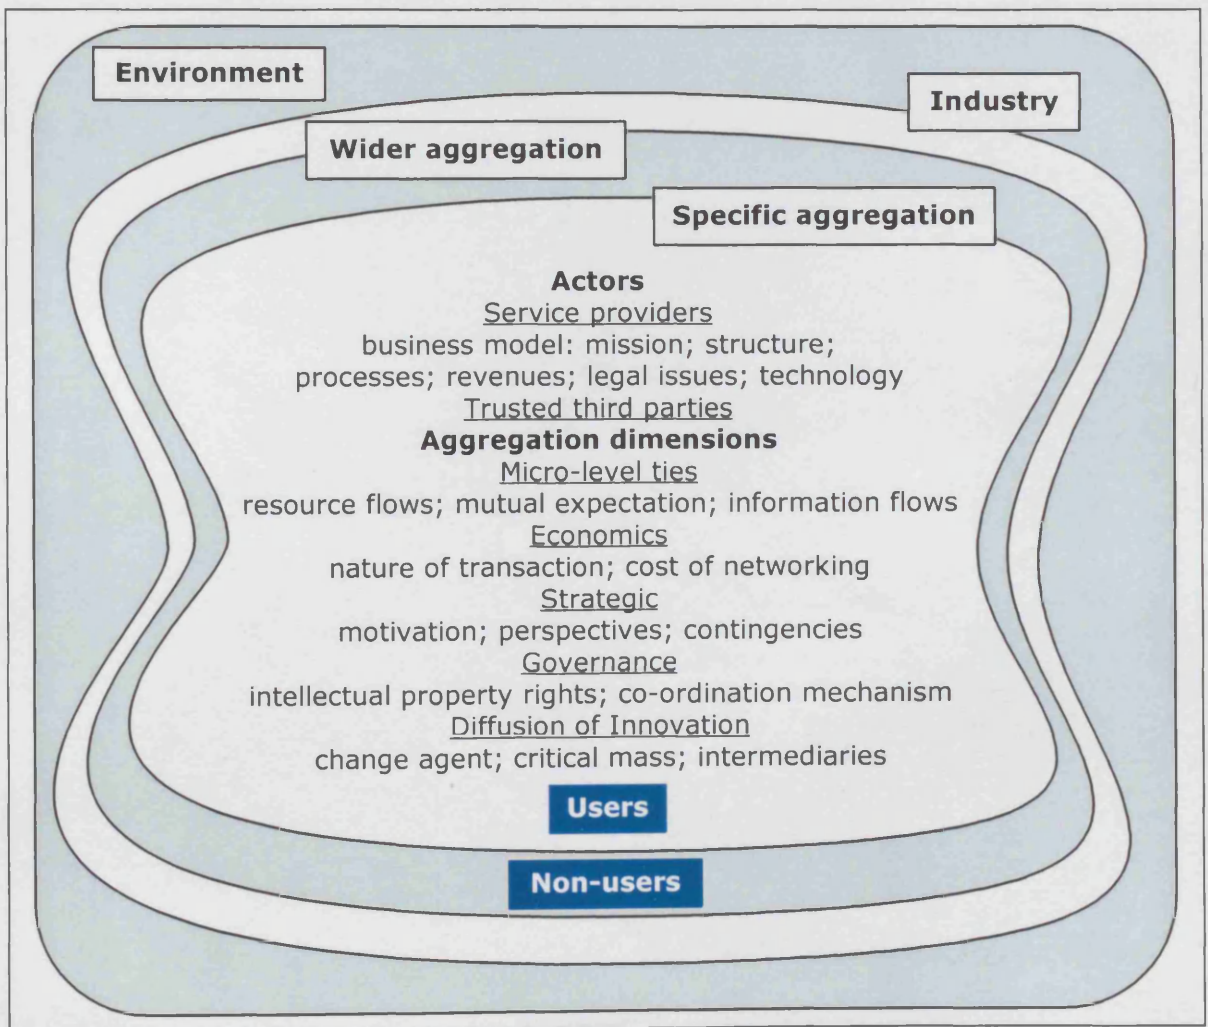 Environment
Industry
Wider aggregation
Specific aggregation
Actors
Service providers
business model: mission; structure;
processes; revenues; legal issues; technology
Trusted third parties
Aggregation dimensions
Micro-level ties
resource flows; mutual expectation; information flows
Economics
nature of transaction; cost of networking
Strategic
motivation; perspectives; contingencies
Governance
intellectual property rights; co-ordination mechanism
Diffusion of Innovation
change agent; critical mass; intermediaries
Users
Non-users